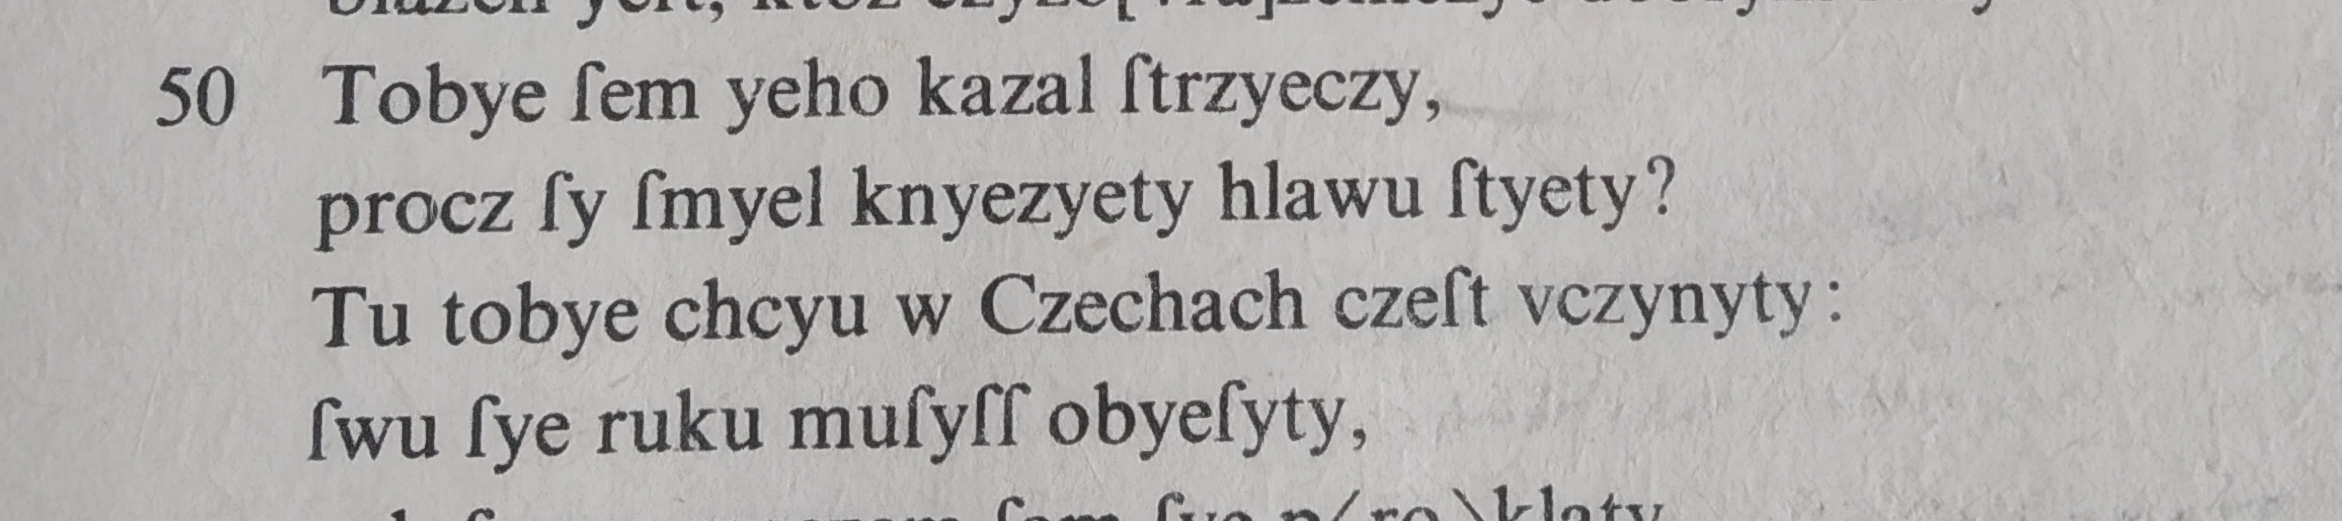 50 Tobye ſem yeho kazal ſtrzyeczy,
procz ſy ſmyel knyezyety hlawu ſtyety?
Tu tobye chcyu w Czechach czeſt vczynyty:
ſwu ſye ruku muſyſſ obyeſyty,